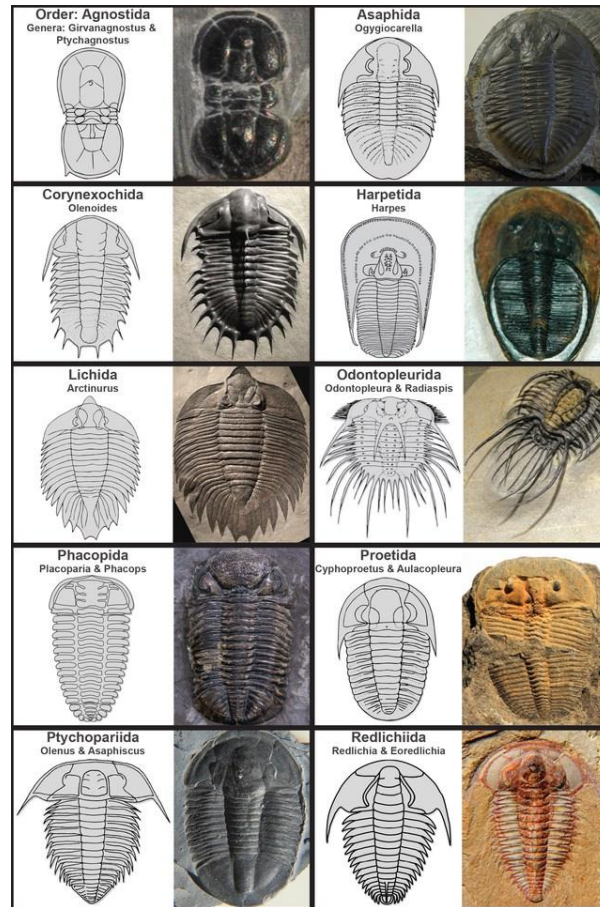 Order: Agnostida
Genera: Girvanagnostus &
Ptychagnostus
Asaphida
Ogygiocarella
Corynexochida
Olenoides
Harpetida
Harpes
Lichida
Arctinurus
Odontopleurida
Odontopleura & Radiaspis
Phacopida
Placoparia & Phacops
Proetida
Cyphoproetus & Aulacopleura
Ptychopariida
Olenus & Asaphiscus
Redlichiida
Redlichia & Eoredlichia